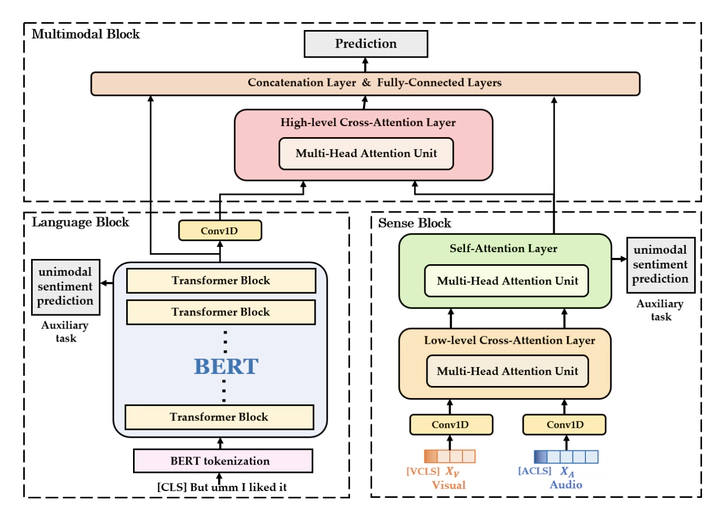 Multimodal Block
Prediction
Concatenation Layer & Fully-Connected Layers
High-level Cross-Attention Layer
Multi-Head Attention Unit
Language Block
Conv1D
unimodal
sentiment
prediction
Auxiliary
task
Transformer Block
Transformer Block
BERT
Transformer Block
BERT tokenization
[CLS] But umm I liked it
Sense Block
Self-Attention Layer
Multi-Head Attention Unit
unimodal
sentiment
prediction
Auxiliary
task
Low-level Cross-Attention Layer
Multi-Head Attention Unit
Conv1D
Conv1D
[VCLS] X_V
Visual
[ACLS] X_A
Audio